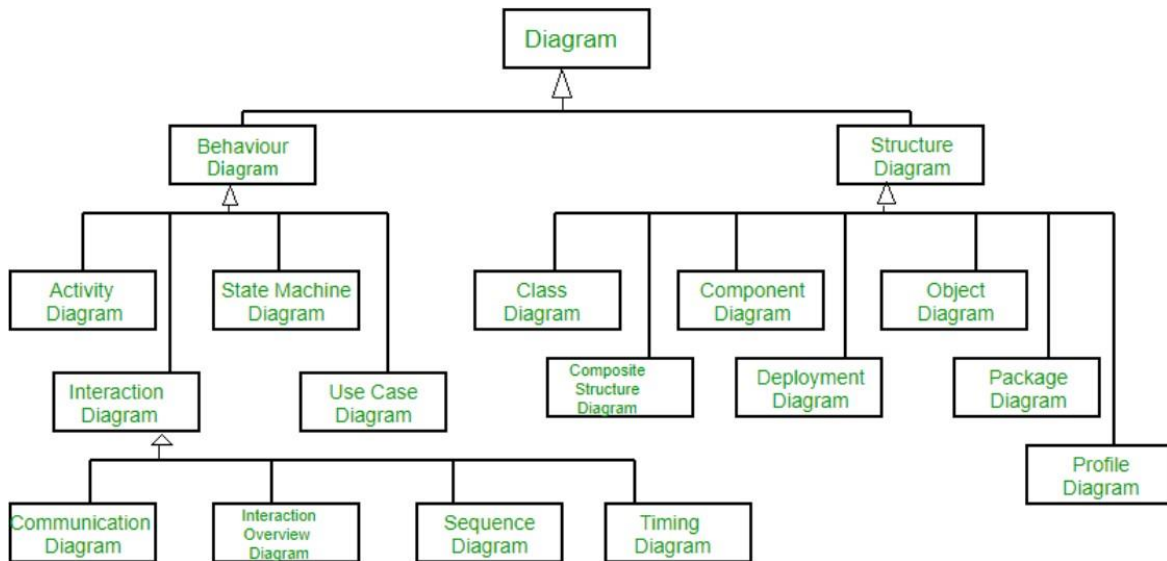 Diagram
Behaviour
Diagram
Structure
Diagram
Activity
Diagram
State Machine
Diagram
Class
Diagram
Component
Diagram
Object
Diagram
Interaction
Diagram
Use Case
Diagram
Composite
Structure
Diagram
Deployment
Diagram
Package
Diagram
Profile
Diagram
Communication
Diagram
Interaction
Overview
Diagram
Sequence
Diagram
Timing
Diagram